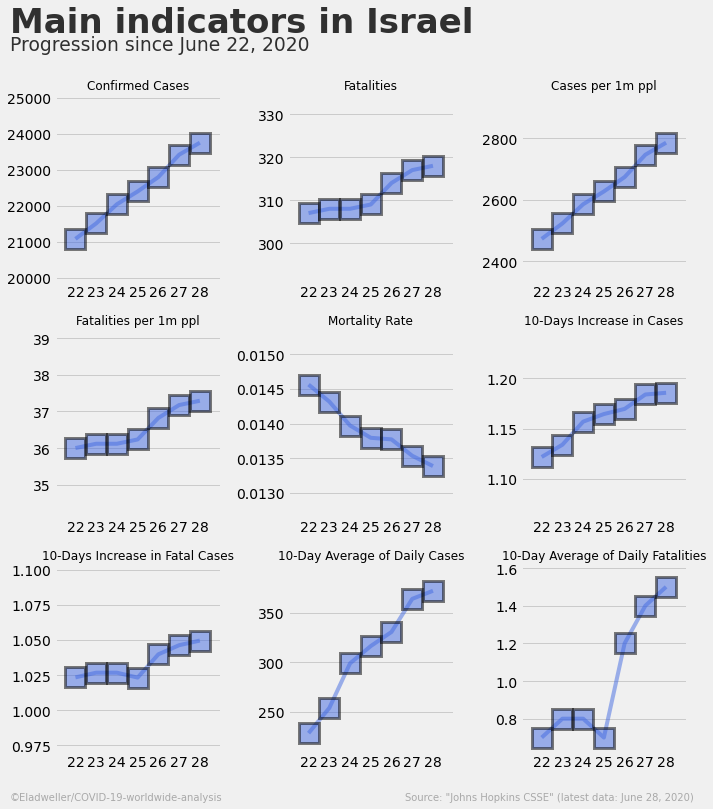 Main indicators in Israel
Progression since June 22, 2020
Confirmed Cases
25000
24000
23000
22000
21000
20000
22 23 24 25 26 27 28
Fatalities
330
320
310
300
22 23 24 25 26 27 28
Cases per 1m ppl
2800
2600
2400
22 23 24 25 26 27 28
Fatalities per 1m ppl
39
38
37
36
35
22 23 24 25 26 27 28
Mortality Rate
0.0150
0.0145
0.0140
0.0135
0.0130
22 23 24 25 26 27 28
10-Days Increase in Cases
1.20
1.15
1.10
22 23 24 25 26 27 28
10-Days Increase in Fatal Cases
1.100
1.075
1.050
1.025
1.000
0.975
22 23 24 25 26 27 28
10-Day Average of Daily Cases
350
300
250
22 23 24 25 26 27 28
10-Day Average of Daily Fatalities
1.6
1.4
1.2
1.0
0.8
22 23 24 25 26 27 28
©Eladweller/COVID-19-worldwide-analysis
Source: "Johns Hopkins CSSE" (latest data: June 28, 2020)